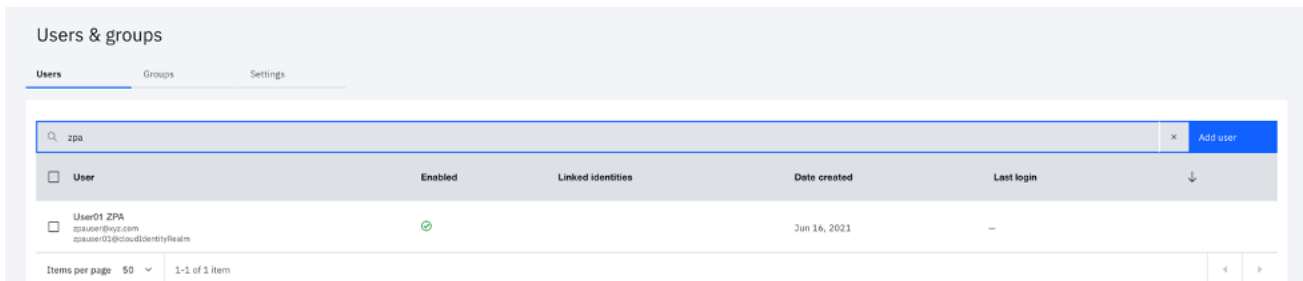 Users & groups
Users Groups Settings
zpa × Add user
User Enabled Linked identities Date created Last login ↓
User01 ZPA
zpauser@xyz.com
zpauser01@cloudIdentityRealm
Jun 16, 2021 —
Items per page 50 1-1 of 1 item